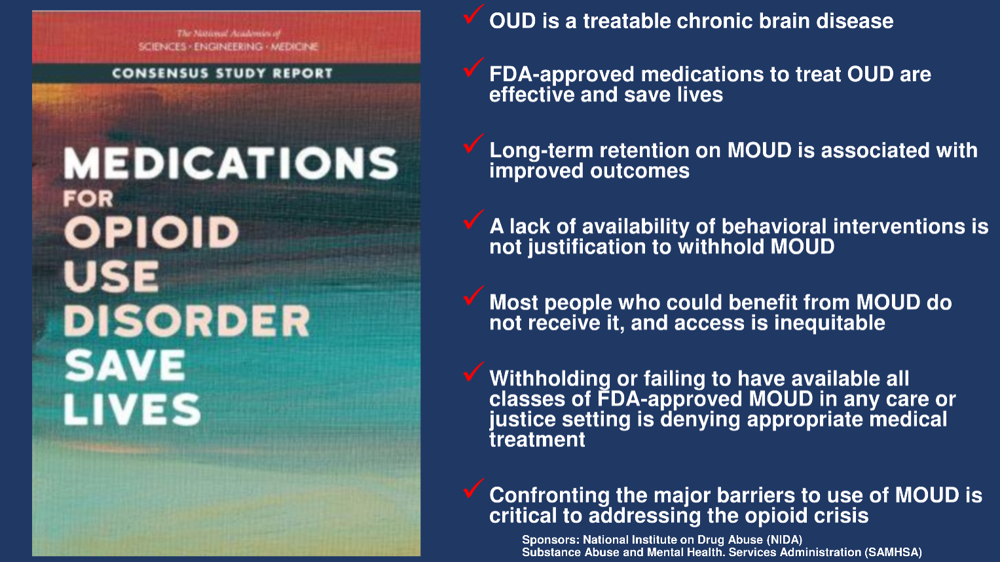 The National Academies of
SCIENCES · ENGINEERING · MEDICINE
CONSENSUS STUDY REPORT
MEDICATIONS
FOR
OPIOID
USE
DISORDER
SAVE
LIVES
✓ OUD is a treatable chronic brain disease
✓ FDA-approved medications to treat OUD are
effective and save lives
✓ Long-term retention on MOUD is associated with
improved outcomes
✓ A lack of availability of behavioral interventions is
not justification to withhold MOUD
✓ Most people who could benefit from MOUD do
not receive it, and access is inequitable
✓ Withholding or failing to have available all
classes of FDA-approved MOUD in any care or
justice setting is denying appropriate medical
treatment
✓ Confronting the major barriers to use of MOUD is
critical to addressing the opioid crisis
Sponsors: National Institute on Drug Abuse (NIDA)
Substance Abuse and Mental Health. Services Administration (SAMHSA)